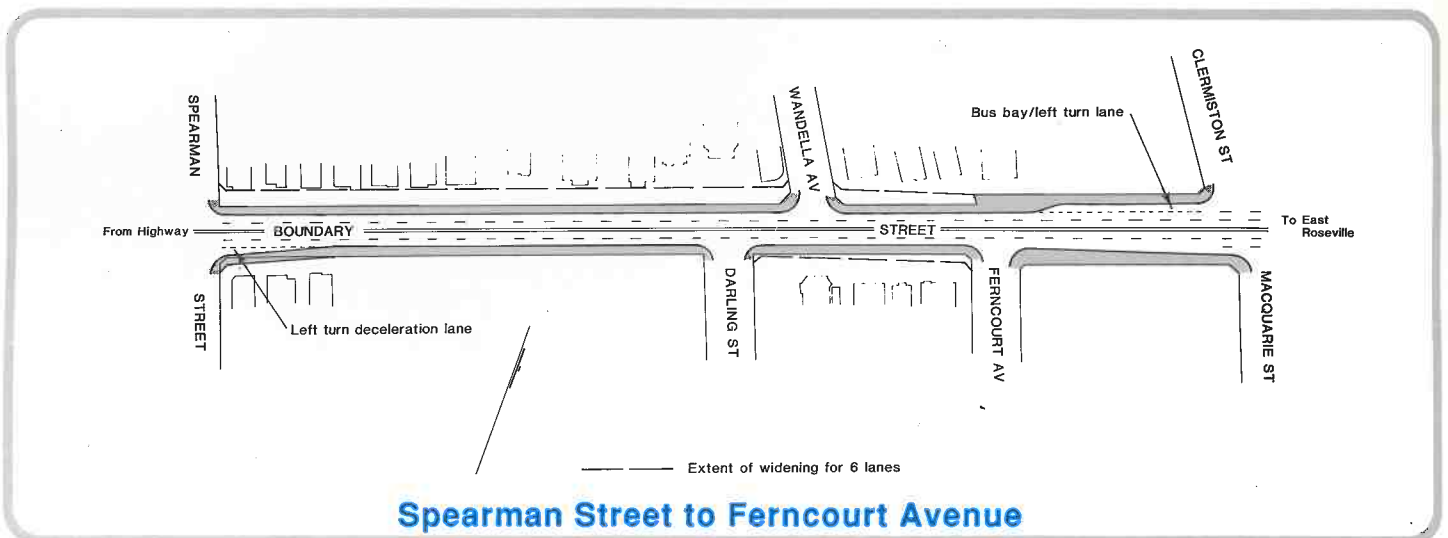 SPEARMAN
WANDELLA AV
CLERMISTON ST
Bus bay/left turn lane
From Highway
BOUNDARY
STREET
To East
Roseville
STREET
Left turn deceleration lane
DARLING ST
FERNCOURT AV
MACQUARIE ST
Extent of widening for 6 lanes
Spearman Street to Ferncourt Avenue